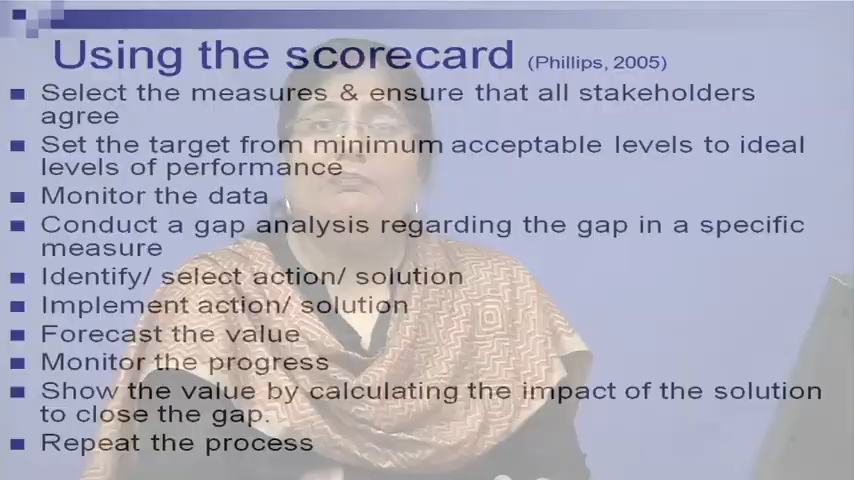 Using the scorecard (Phillips, 2005)
Select the measures & ensure that all stakeholders
agree
Set the target from minimum acceptable levels to ideal
levels of performance
Monitor the data
Conduct a gap analysis regarding the gap in a specific
measure
Identify/ select action/ solution
Implement action/ solution
Forecast the value
Monitor the progress
Show the value by calculating the impact of the solution
to close the gap.
Repeat the process